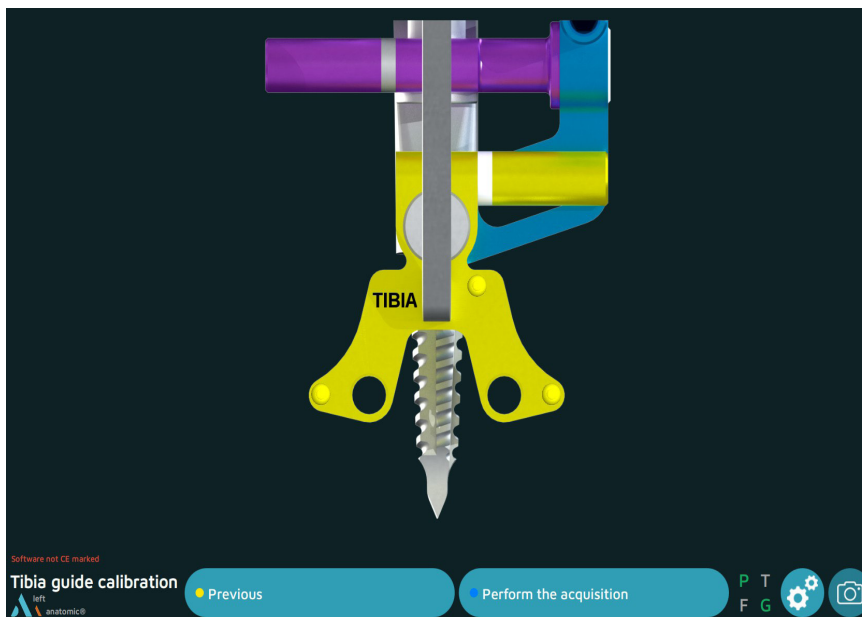 TIBIA
Software not CE marked
Tibia guide calibration
left
anatomic®
Previous
Perform the acquisition
P T
F G